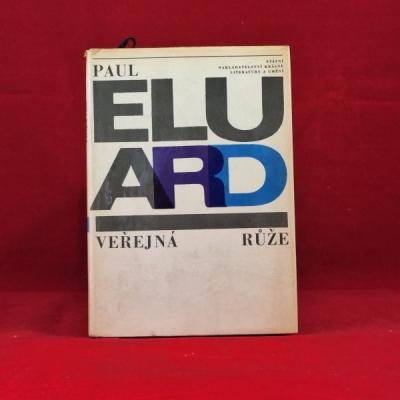 PAUL
STÁTNÍ
NAKLADATELSTVÍ KRÁSNÉ
LITERATURY A UMĚNÍ
ELU
ARD
VEŘEJNÁ RŮŽE